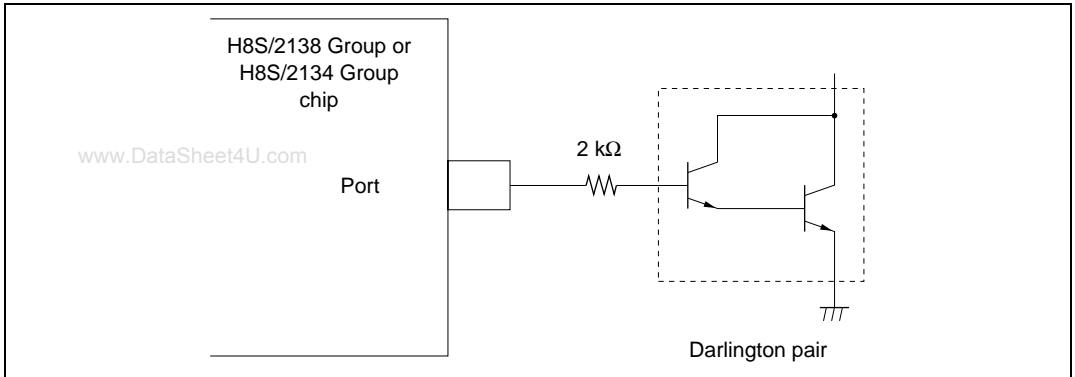 H8S/2138 Group or
H8S/2134 Group
chip
www.DataSheet4U.com
Port
2 kΩ
Darlington pair